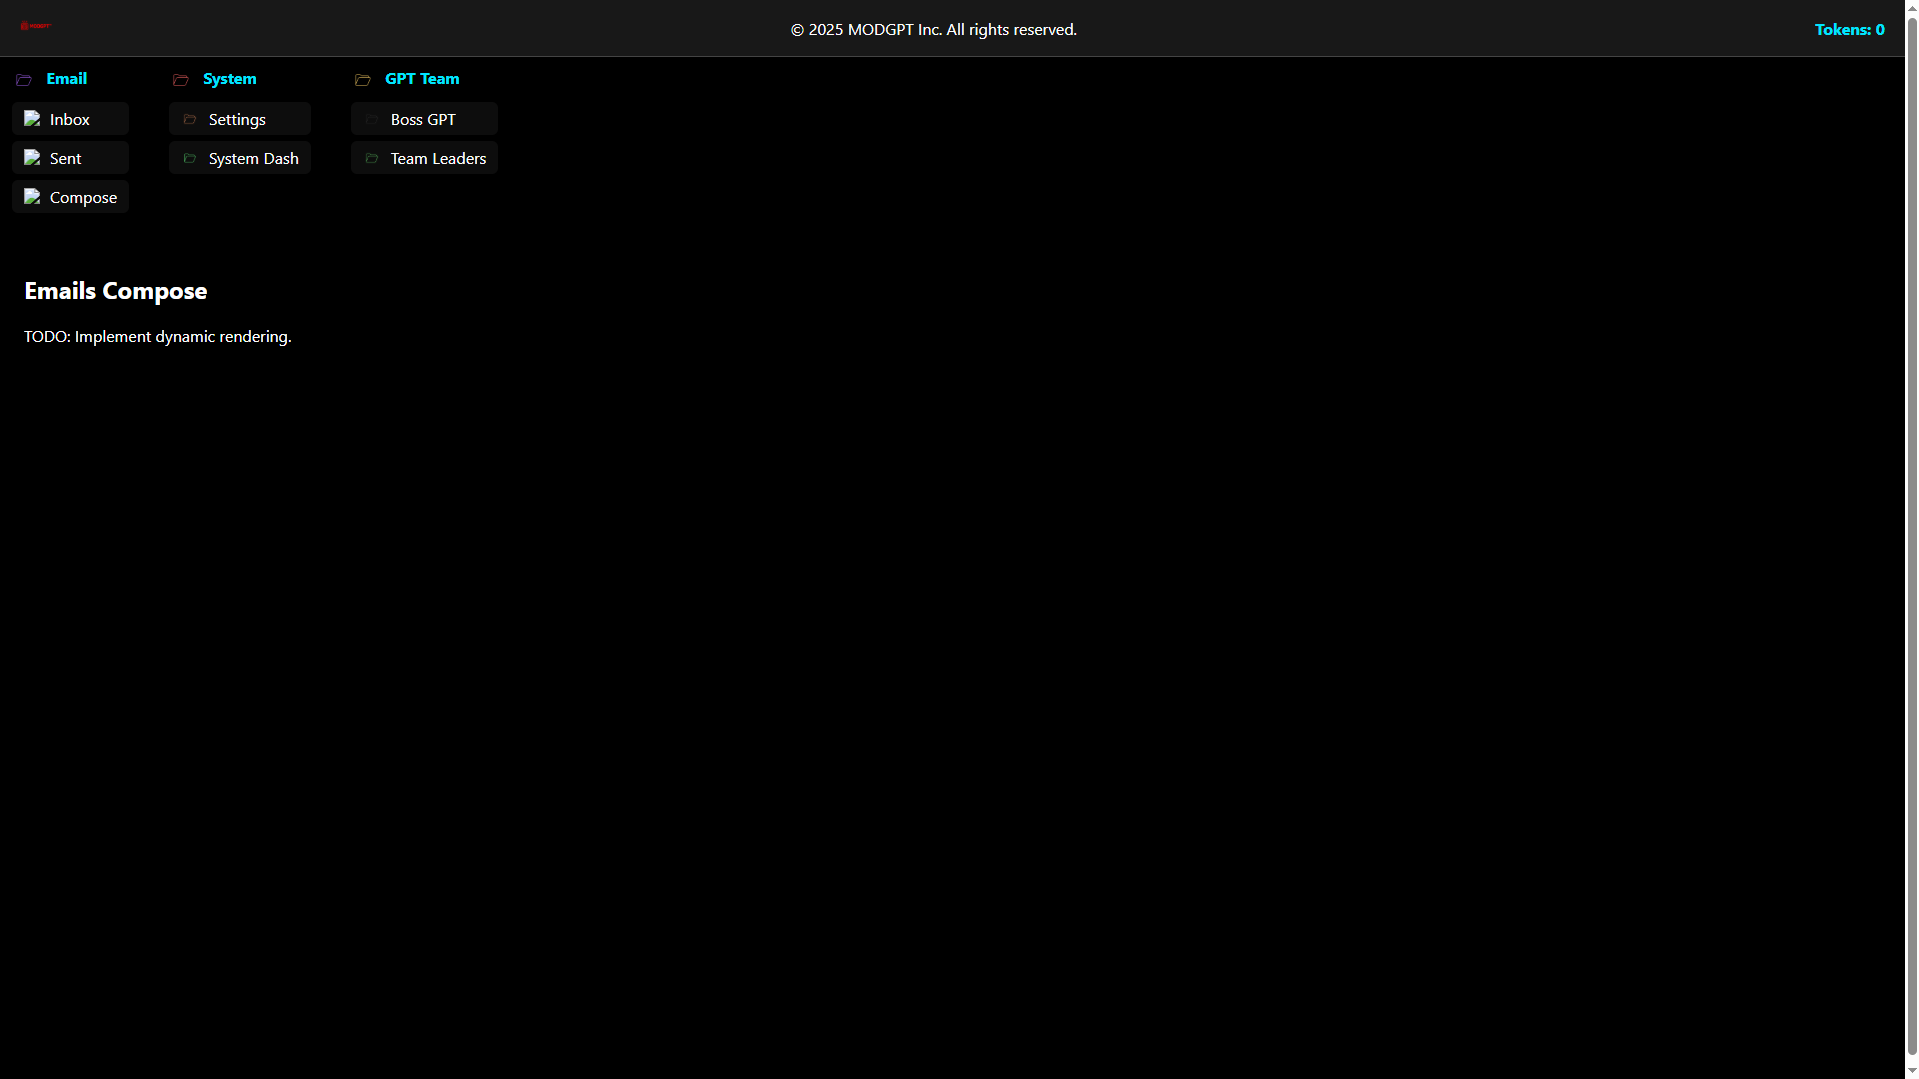 © 2025 MODGPT Inc. All rights reserved.
Tokens: 0
Email
Inbox
Sent
Compose
System
Settings
System Dash
GPT Team
Boss GPT
Team Leaders
Emails Compose
TODO: Implement dynamic rendering.